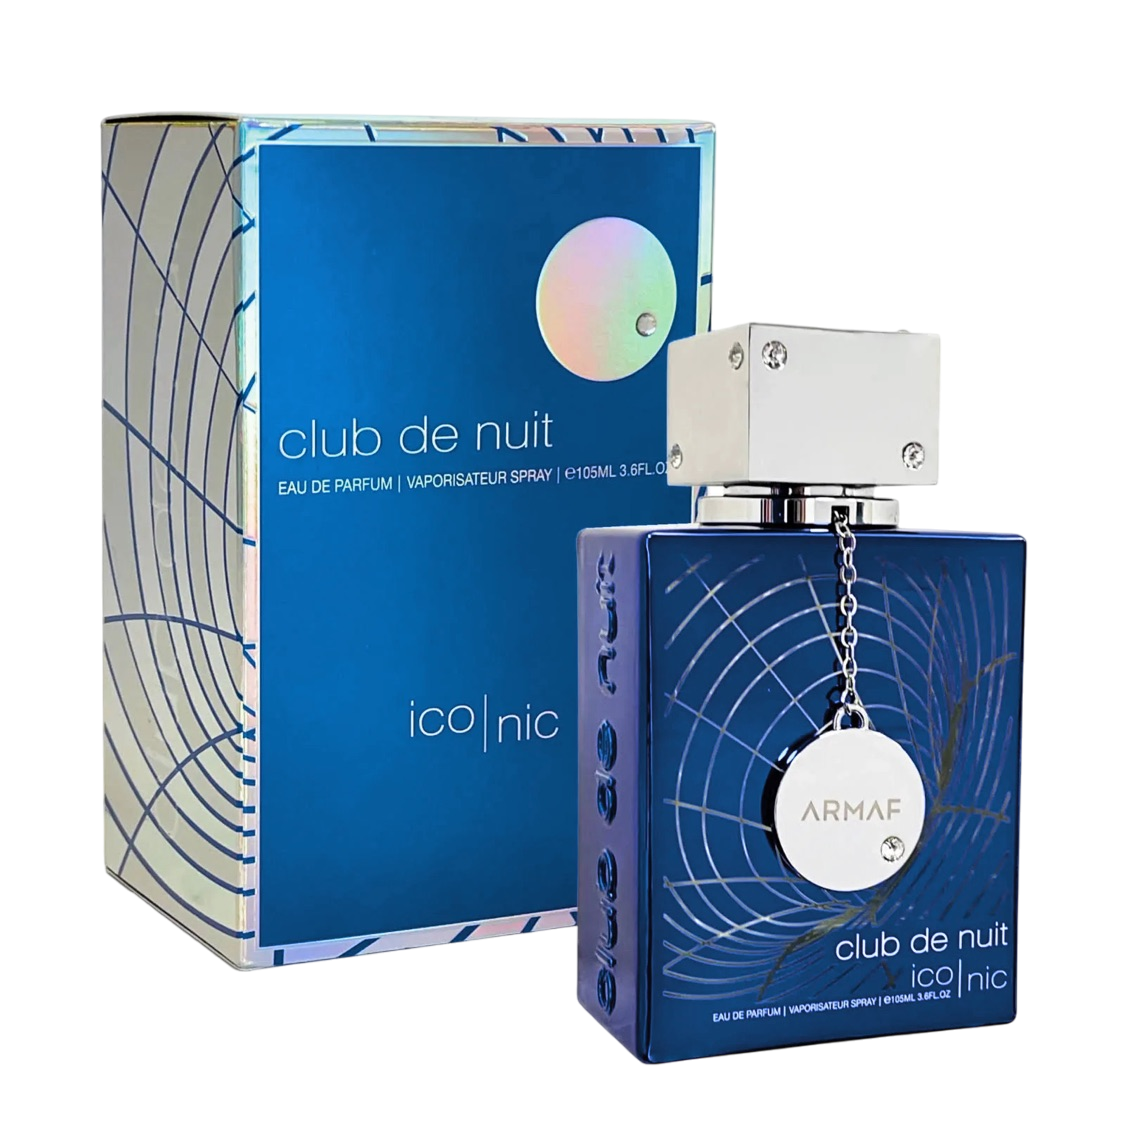 club de nuit
EAU DE PARFUM | VAPORISATEUR SPRAY | ℮105ML 3.6FL.OZ
ico|nic
club de nuit
ARMAF
club de nuit
ico|nic
EAU DE PARFUM | VAPORISATEUR SPRAY | ℮105ML 3.6FL.OZ